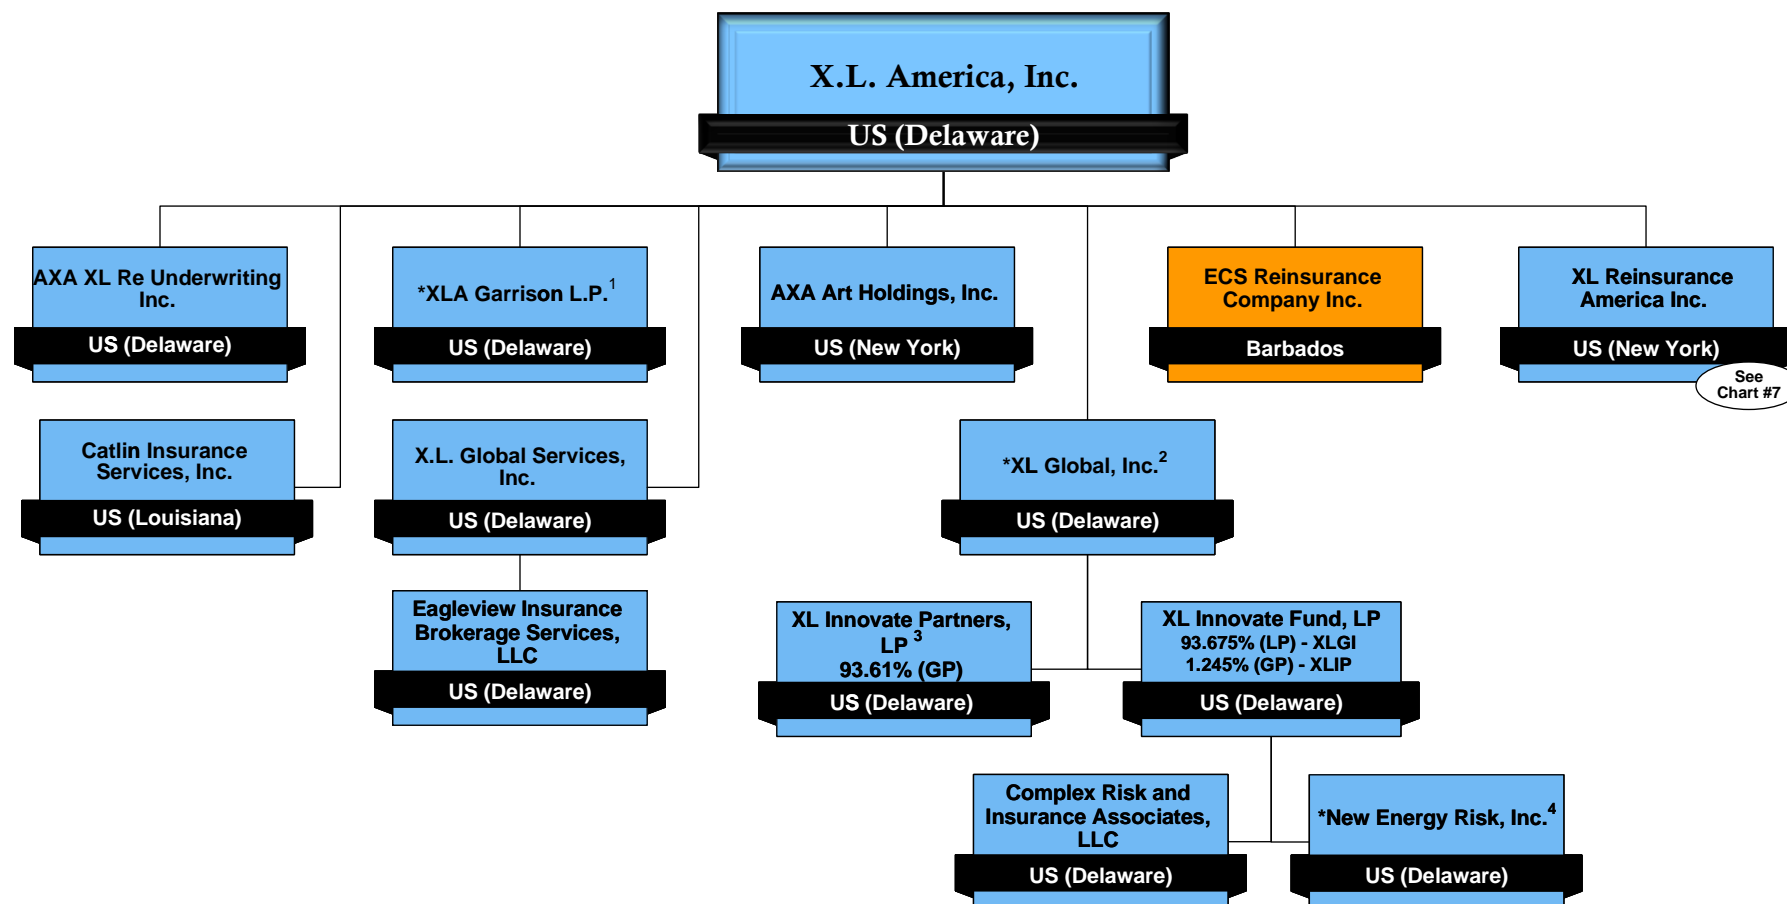 X.L. America, Inc.
US (Delaware)
AXA XL Re Underwriting
Inc.
US (Delaware)
*XLA Garrison L.P.1
US (Delaware)
AXA Art Holdings, Inc.
US (New York)
ECS Reinsurance
Company Inc.
Barbados
XL Reinsurance
America Inc.
US (New York)
See
Chart #7
Catlin Insurance
Services, Inc.
US (Louisiana)
X.L. Global Services,
Inc.
US (Delaware)
*XL Global, Inc.2
US (Delaware)
Eagleview Insurance
Brokerage Services,
LLC
US (Delaware)
XL Innovate Partners,
LP 3
93.61% (GP)
US (Delaware)
XL Innovate Fund, LP
93.675% (LP) - XLGI
1.245% (GP) - XLIP
US (Delaware)
Complex Risk and
Insurance Associates,
LLC
US (Delaware)
*New Energy Risk, Inc.4
US (Delaware)